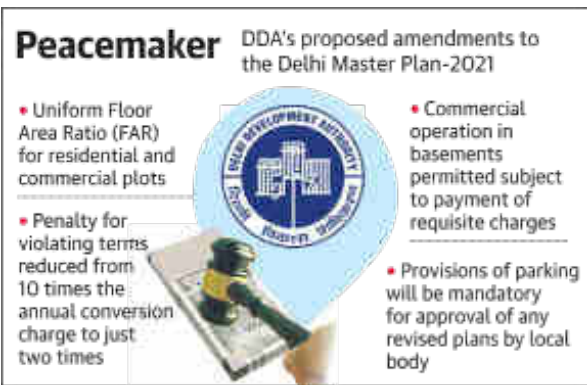 Peacemaker
DDA's proposed amendments to
the Delhi Master Plan-2021
• Uniform Floor
Area Ratio (FAR)
for residential and
commercial plots
• Penalty for
violating terms
reduced from
10 times the
annual conversion
charge to just
two times
DELHI DEVELOPMENT AUTHORITY
• Commercial
operation in
basements
permitted subject
to payment of
requisite charges
• Provisions of parking
will be mandatory
for approval of any
revised plans by local
body